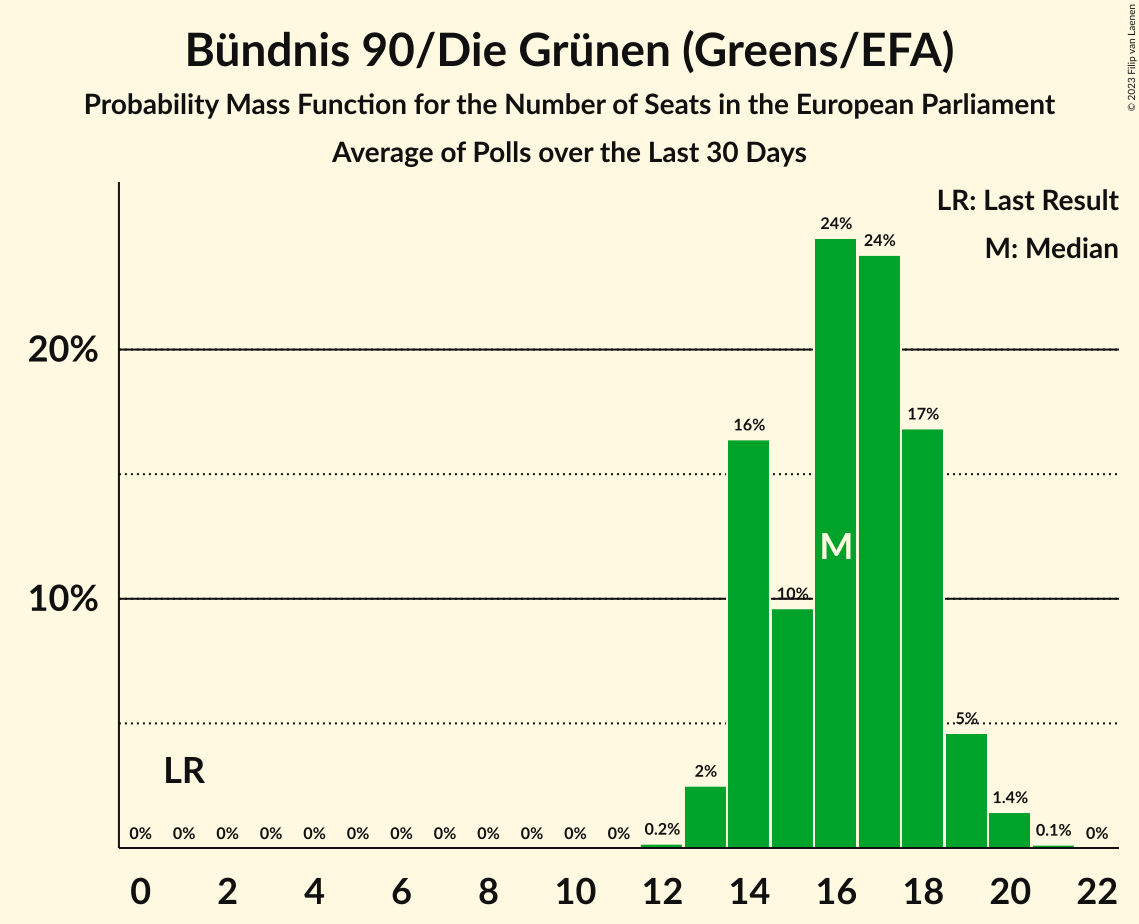 Bündnis 90/Die Grünen (Greens/EFA)
Probability Mass Function for the Number of Seats in the European Parliament
Average of Polls over the Last 30 Days
© 2023 Filip van Laenen
LR: Last Result
M: Median
24%
24%
20%
17%
16%
M
10%
10%
5%
LR
2%
1.4%
0% 0% 0% 0% 0% 0% 0% 0% 0% 0% 0% 0% 0.2% 0.1% 0%
0 2 4 6 8 10 12 14 16 18 20 22